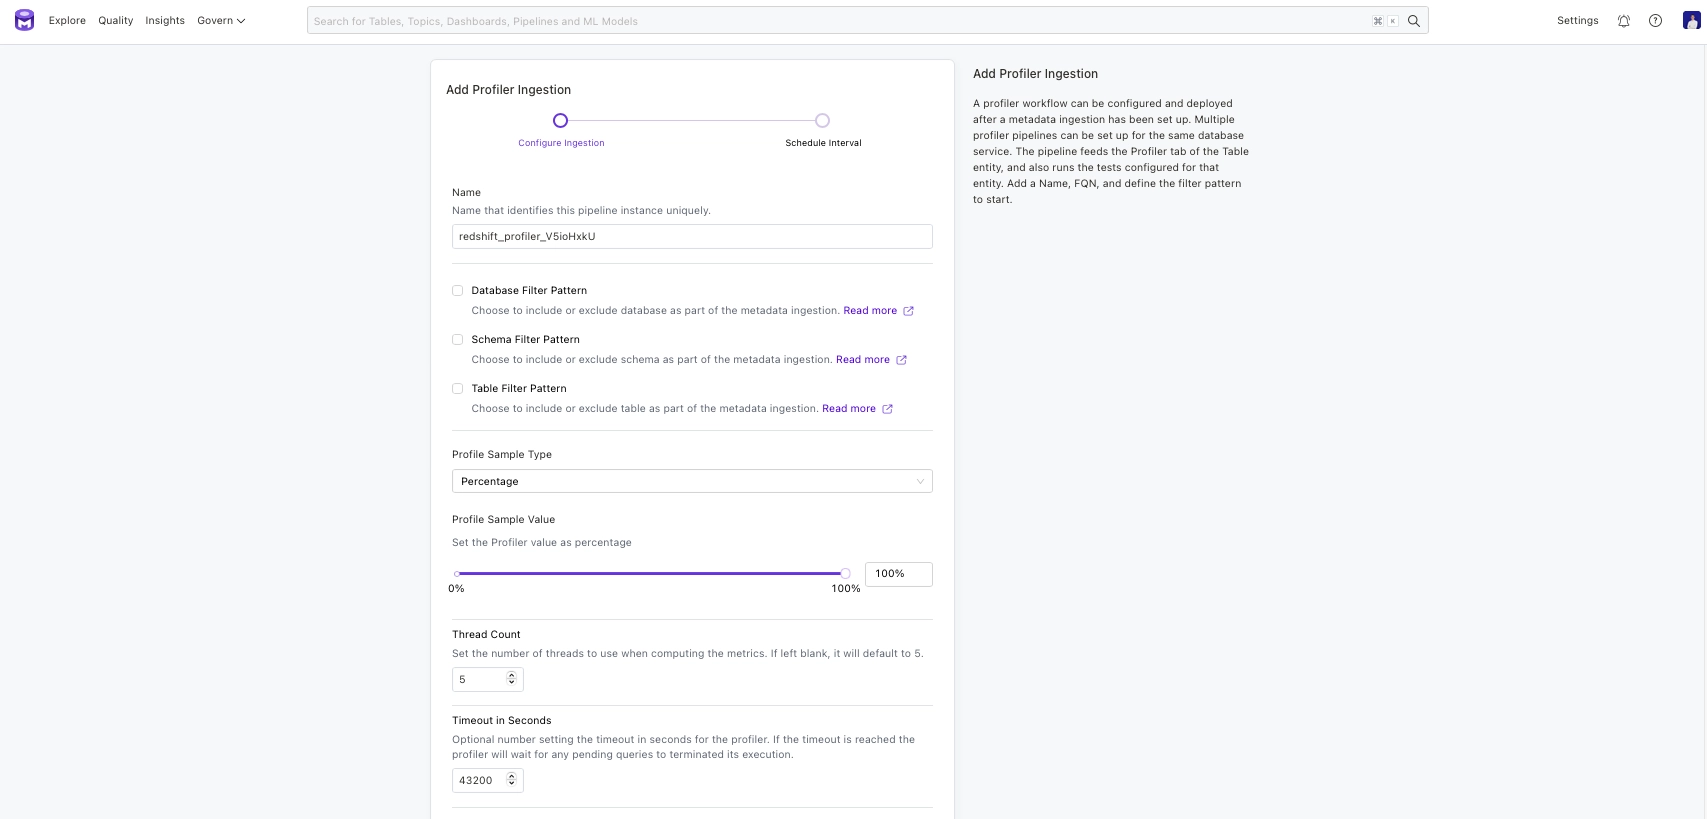 Explore Quality Insights Govern
Search for Tables, Topics, Dashboards, Pipelines and ML Models
⌘ K
Settings
Add Profiler Ingestion
Configure Ingestion
Schedule Interval
Name
Name that identifies this pipeline instance uniquely.
redshift_profiler_V5ioHxkU
Database Filter Pattern
Choose to include or exclude database as part of the metadata ingestion. Read more
Schema Filter Pattern
Choose to include or exclude schema as part of the metadata ingestion. Read more
Table Filter Pattern
Choose to include or exclude table as part of the metadata ingestion. Read more
Profile Sample Type
Percentage
Profile Sample Value
Set the Profiler value as percentage
100%
0%
100%
Thread Count
Set the number of threads to use when computing the metrics. If left blank, it will default to 5.
5
Timeout in Seconds
Optional number setting the timeout in seconds for the profiler. If the timeout is reached the
profiler will wait for any pending queries to terminated its execution.
43200
Add Profiler Ingestion
A profiler workflow can be configured and deployed
after a metadata ingestion has been set up. Multiple
profiler pipelines can be set up for the same database
service. The pipeline feeds the Profiler tab of the Table
entity, and also runs the tests configured for that
entity. Add a Name, FQN, and define the filter pattern
to start.